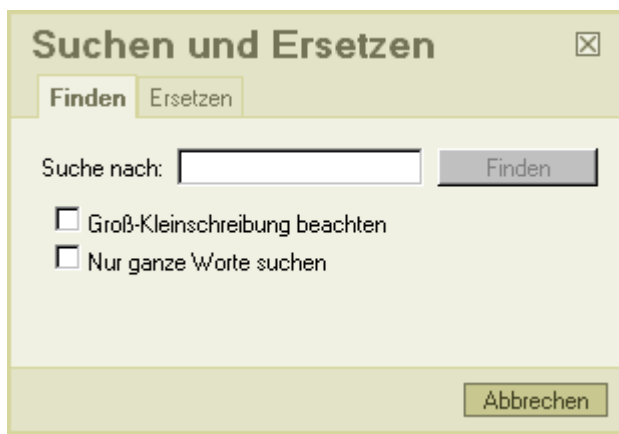 Suchen und Ersetzen
Finden Ersetzen
Suche nach: Finden
Groß-Kleinschreibung beachten
Nur ganze Worte suchen
Abbrechen